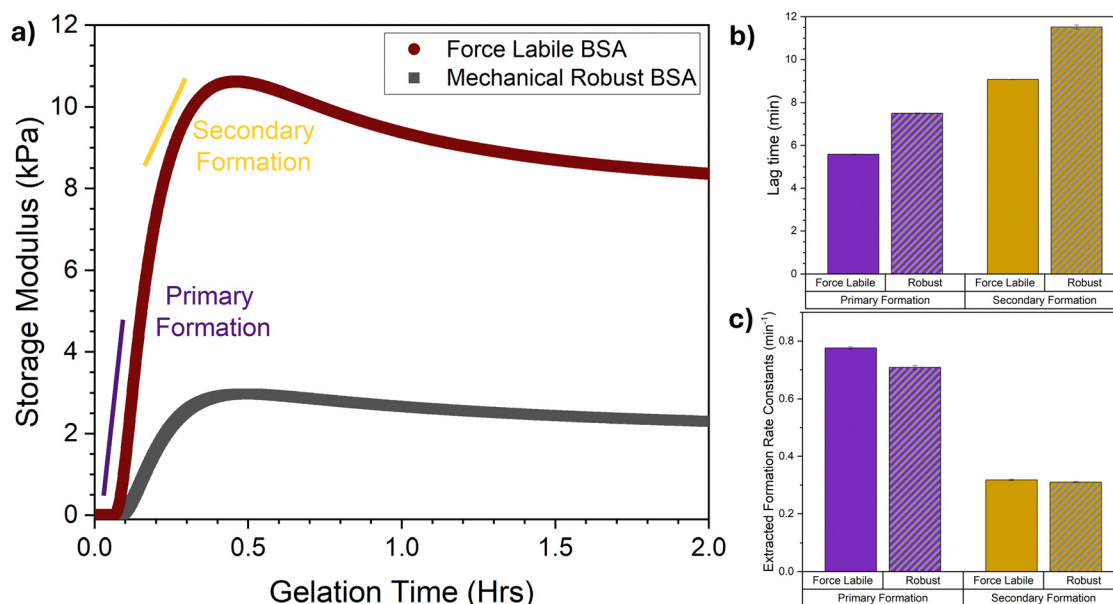 a)
12
10
8
6
4
2
0
0.0 0.5 1.0 1.5 2.0
Storage Modulus (kPa)
Gelation Time (Hrs)
Force Labile BSA
Mechanical Robust BSA
Secondary
Formation
Primary
Formation
b)
12
10
8
6
4
2
0
Lag time (min)
Force Labile Robust Force Labile Robust
Primary Formation Secondary Formation
c)
0.8
0.6
0.4
0.2
0.0
Extracted Formation Rate Constants (min⁻¹)
Force Labile Robust Force Labile Robust
Primary Formation Secondary Formation